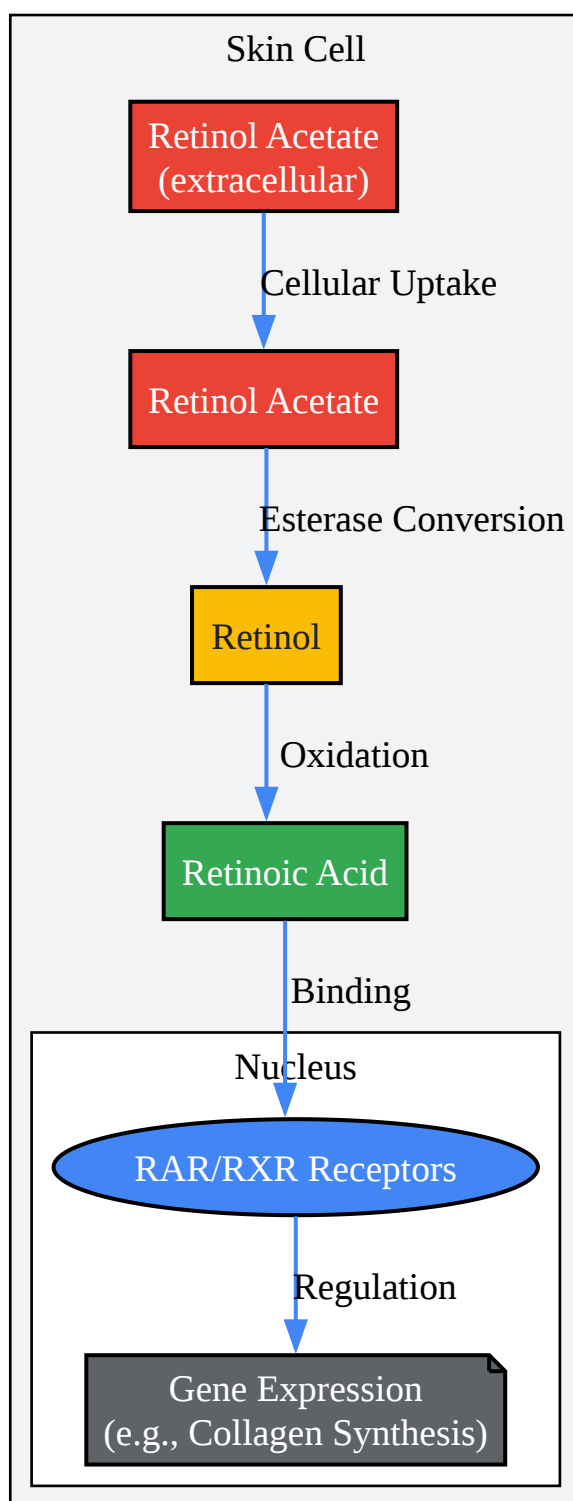 Skin Cell
Retinol Acetate
(extracellular)
Cellular Uptake
Retinol Acetate
Esterase Conversion
Retinol
Oxidation
Retinoic Acid
Binding
Nucleus
RAR/RXR Receptors
Regulation
Gene Expression
(e.g., Collagen Synthesis)